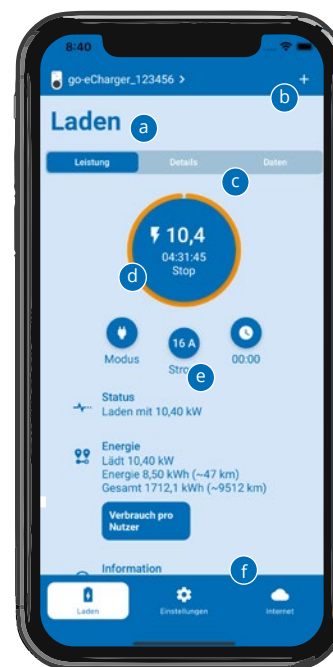 8:40
go-eCharger_123456 >
+
b
Laden
a
Leistung Details Daten
c
10,4
04:31:45
Stop
d
16 A
Modus Stro 00:00
e
Status
Laden mit 10,40 kW
Energie
Lädt 10,40 kW
Energie 8,50 kWh (~47 km)
Gesamt 1712,1 kWh (~9512 km)
Verbrauch pro
Nutzer
Information
f
Laden Einstellungen Internet